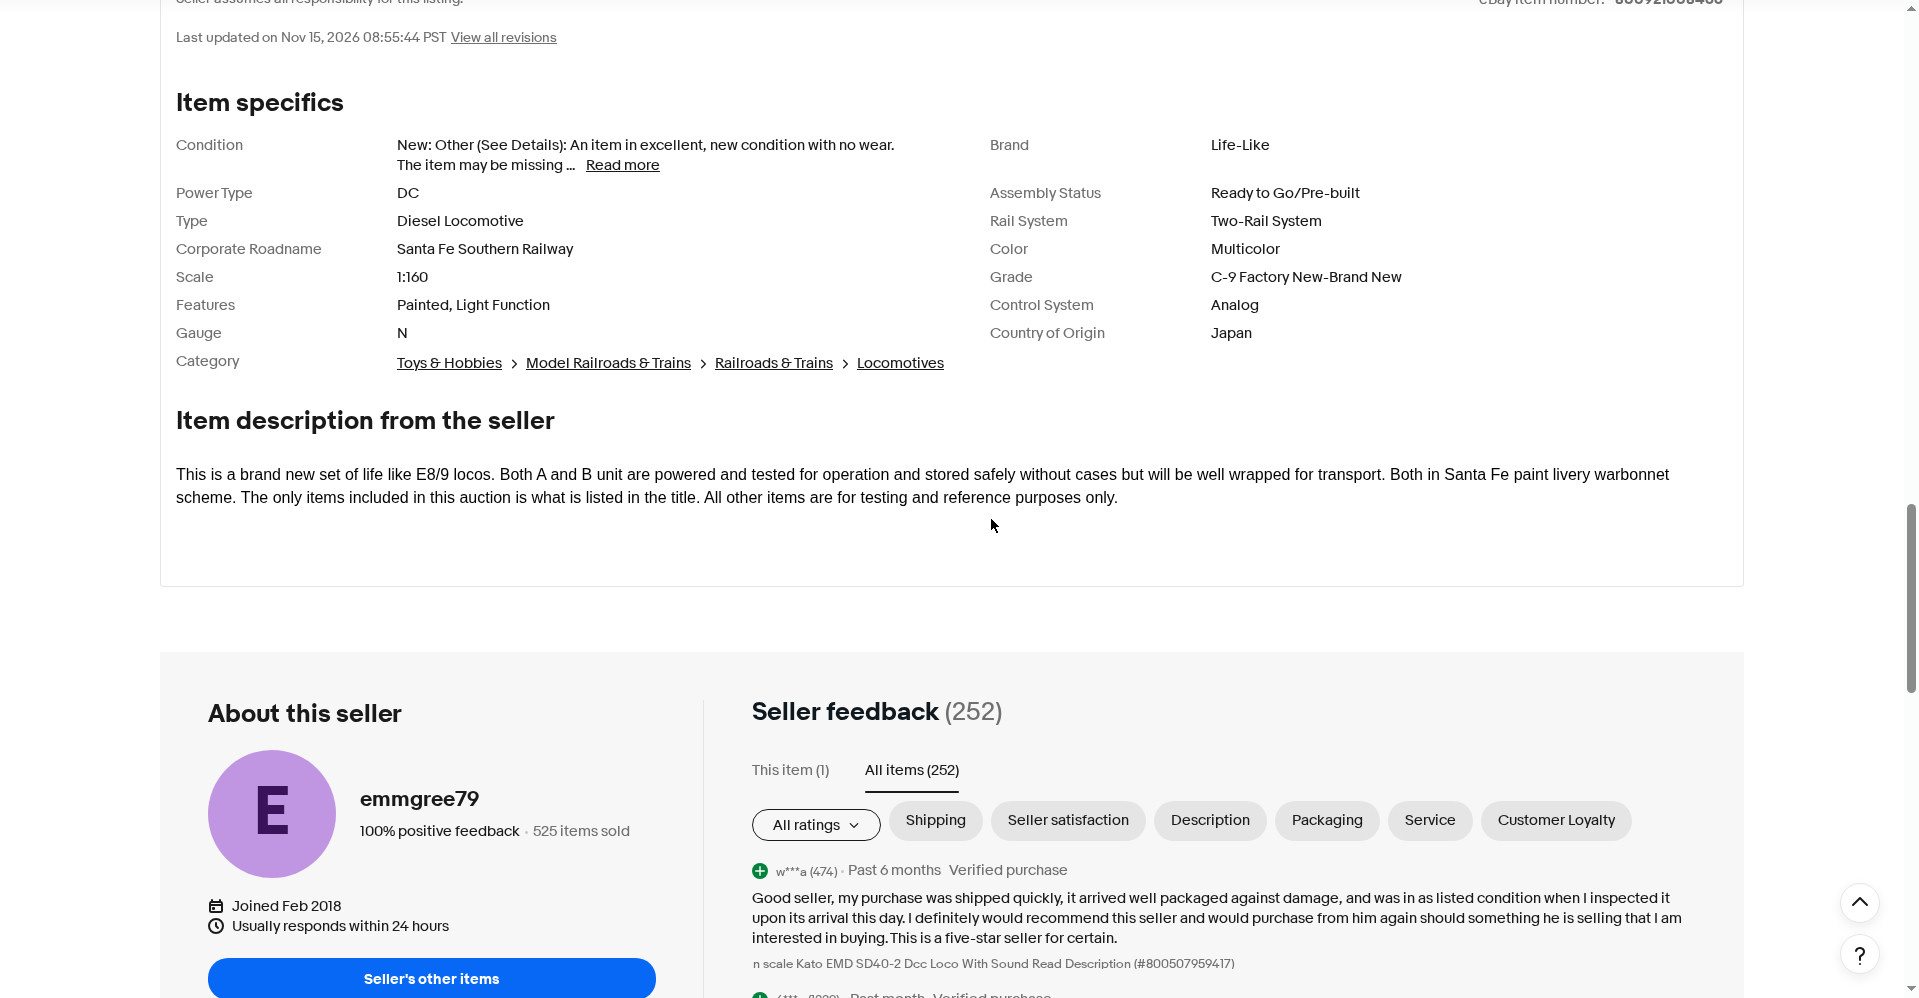 Seller assumes all responsibility for this listing.
eBay item number:
Last updated on Nov 15, 2026 08:55:44 PST View all revisions
Item specifics
Condition New: Other (See Details): An item in excellent, new condition with no wear. Brand Life-Like
The item may be missing ... Read more
Power Type DC Assembly Status Ready to Go/Pre-built
Type Diesel Locomotive Rail System Two-Rail System
Corporate Roadname Santa Fe Southern Railway Color Multicolor
Scale 1:160 Grade C-9 Factory New-Brand New
Features Painted, Light Function Control System Analog
Gauge N Country of Origin Japan
Category Toys & Hobbies > Model Railroads & Trains > Railroads & Trains > Locomotives
Item description from the seller
This is a brand new set of life like E8/9 locos. Both A and B unit are powered and tested for operation and stored safely without cases but will be well wrapped for transport. Both in Santa Fe paint livery warbonnet
scheme. The only items included in this auction is what is listed in the title. All other items are for testing and reference purposes only.
About this seller
E
emmgree79
100% positive feedback • 525 items sold
Joined Feb 2018
Usually responds within 24 hours
Seller's other items
Seller feedback (252)
This item (1) All items (252)
All ratings Shipping Seller satisfaction Description Packaging Service Customer Loyalty
w***a (474) • Past 6 months Verified purchase
Good seller, my purchase was shipped quickly, it arrived well packaged against damage, and was in as listed condition when I inspected it
upon its arrival this day. I definitely would recommend this seller and would purchase from him again should something he is selling that I am
interested in buying.This is a five-star seller for certain.
n scale Kato EMD SD40-2 Dcc Loco With Sound Read Description (#800507959417)
Past month Verified purchase
?